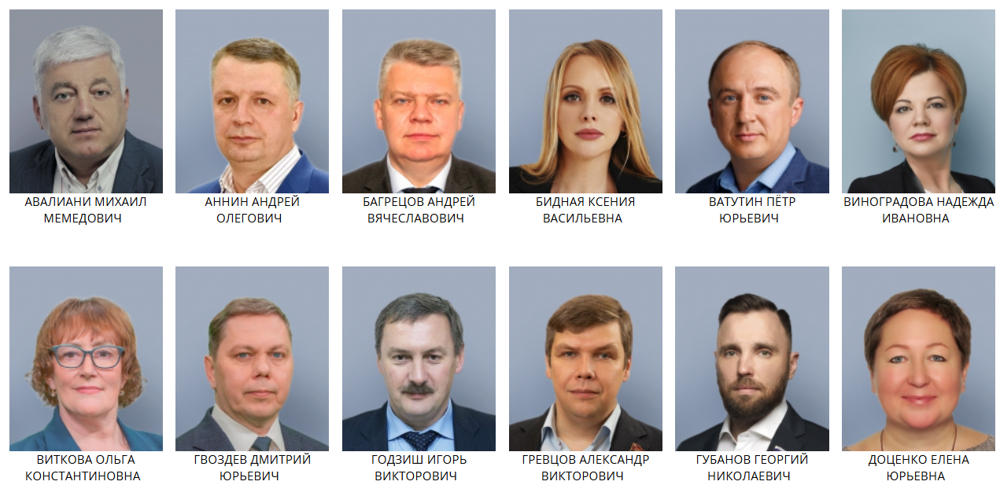 АВАЛИАНИ МИХАИЛ
МЕМЕДОВИЧ
АННИН АНДРЕЙ
ОЛЕГОВИЧ
БАГРЕЦОВ АНДРЕЙ
ВЯЧЕСЛАВОВИЧ
БИДНАЯ КСЕНИЯ
ВАСИЛЬЕВНА
ВАТУТИН ПЁТР
ЮРЬЕВИЧ
ВИНОГРАДОВА НАДЕЖДА
ИВАНОВНА
ВИТКОВА ОЛЬГА
КОНСТАНТИНОВНА
ГВОЗДЕВ ДМИТРИЙ
ЮРЬЕВИЧ
ГОДЗИШ ИГОРЬ
ВИКТОРОВИЧ
ГРЕВЦОВ АЛЕКСАНДР
ВИКТОРОВИЧ
ГУБАНОВ ГЕОРГИЙ
НИКОЛАЕВИЧ
ДОЦЕНКО ЕЛЕНА
ЮРЬЕВНА